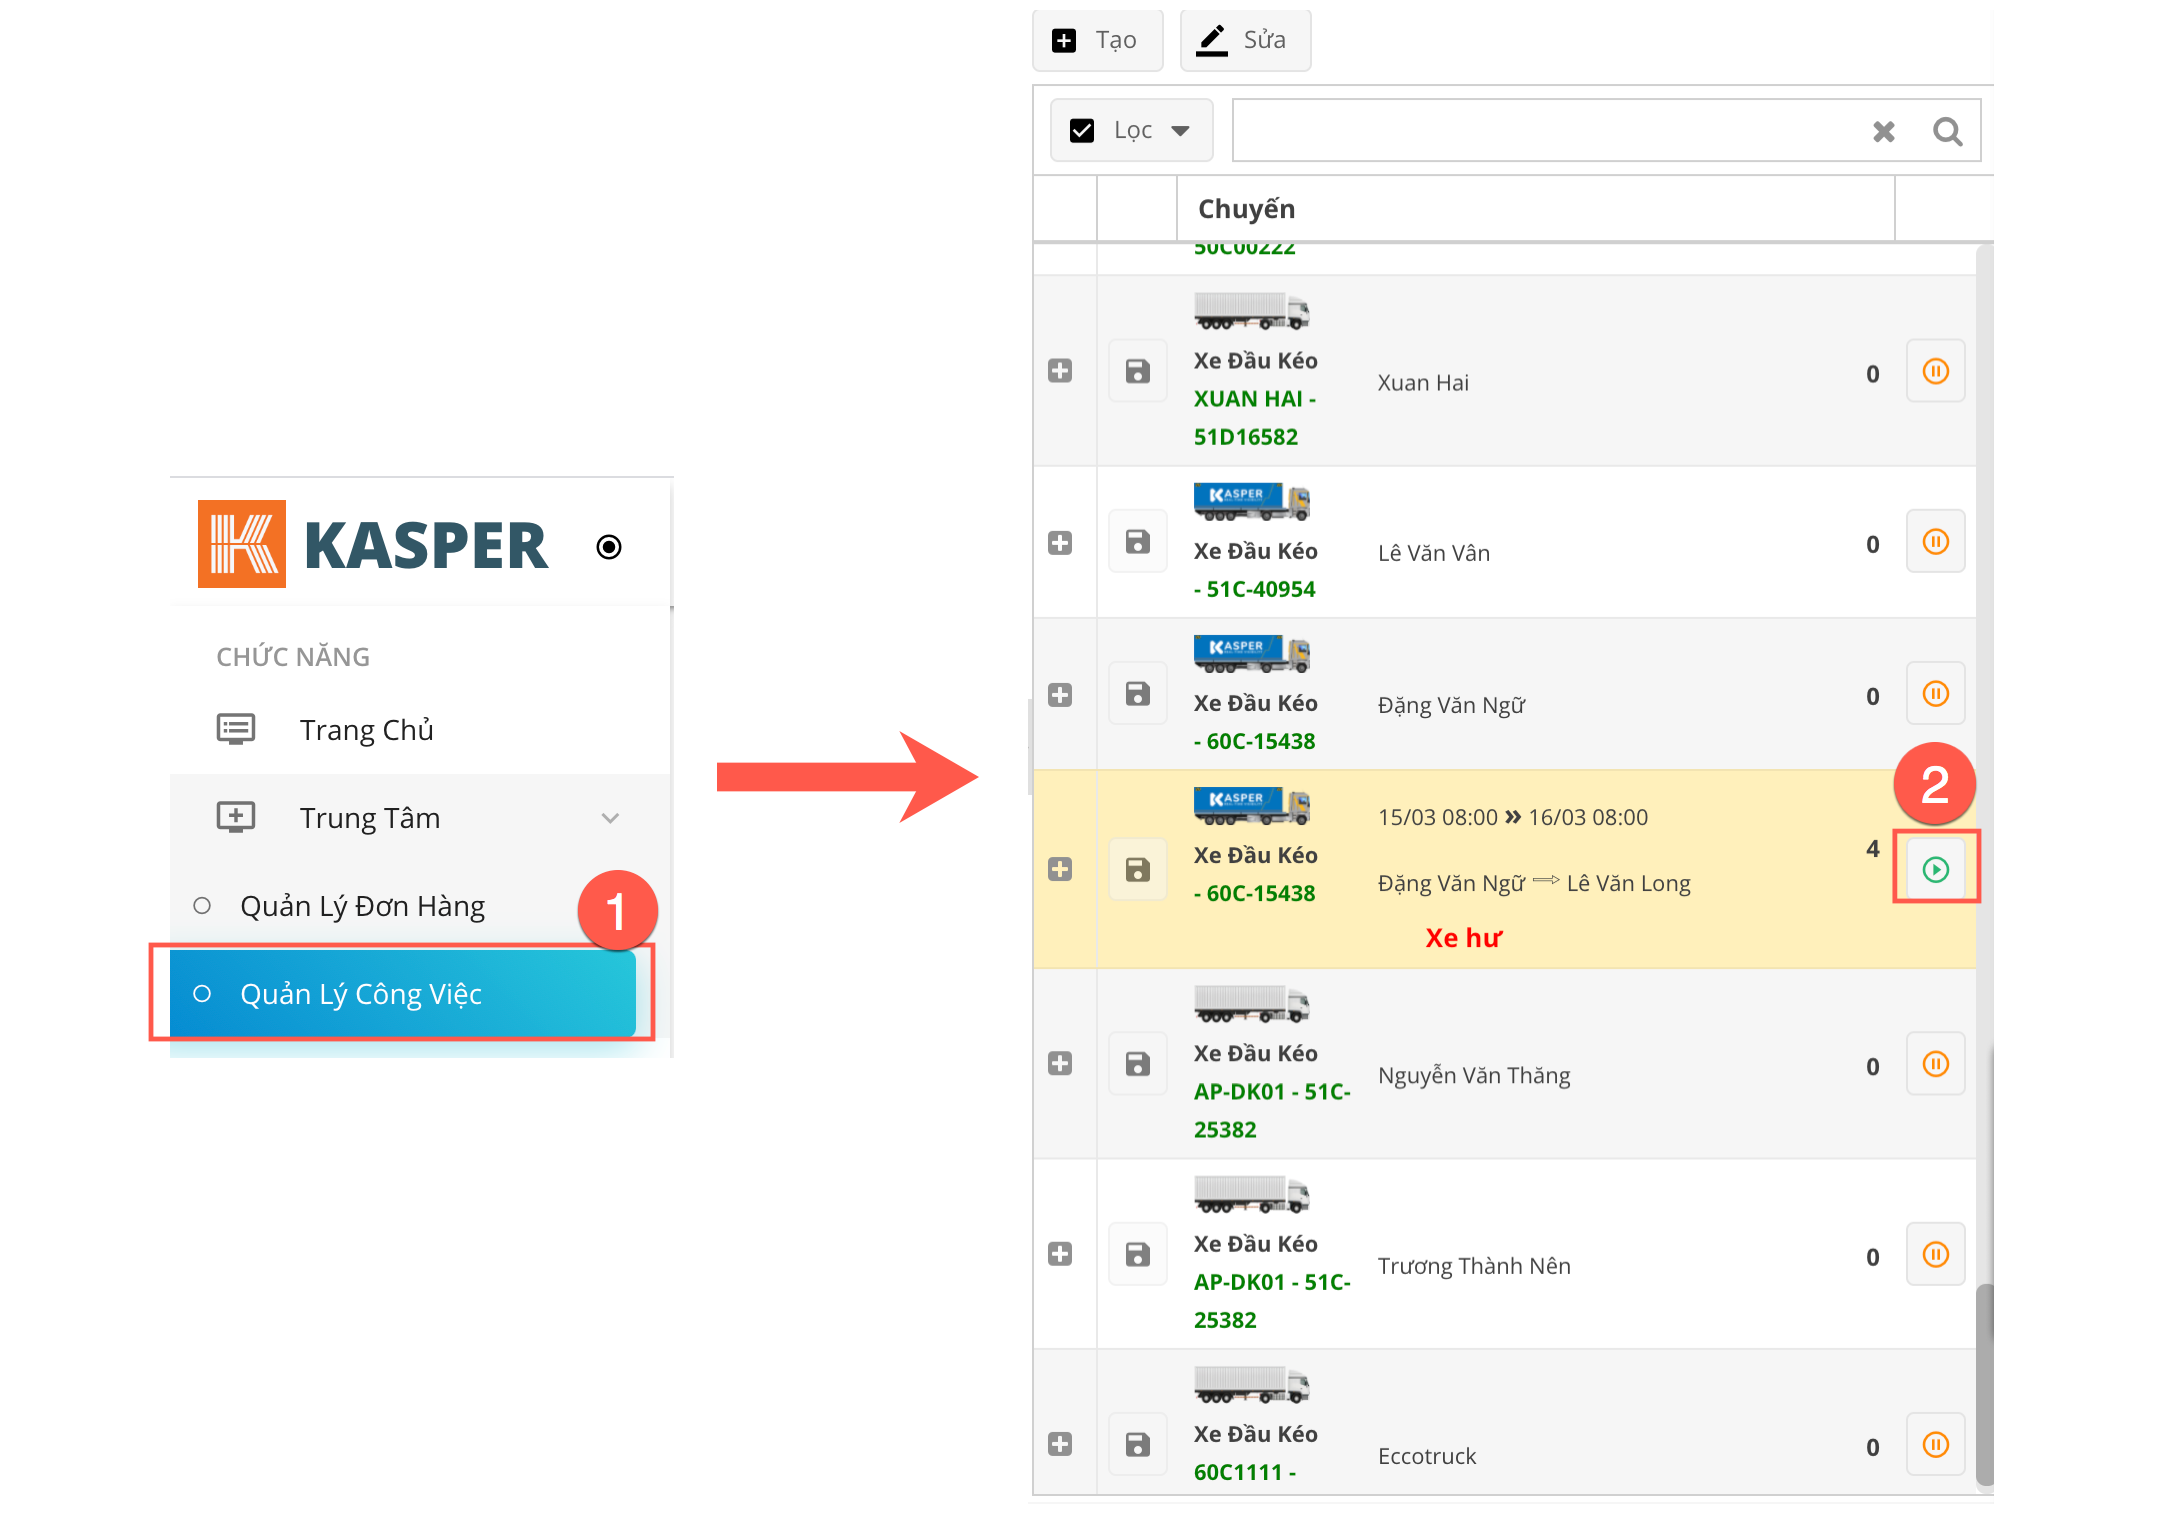 KASPER
CHỨC NĂNG
Trang Chủ
Trung Tâm
Quản Lý Đơn Hàng
1
Quản Lý Công Việc
Tạo
Sửa
Lọc
Chuyến
50C00222
Xe Đầu Kéo
XUAN HAI -
51D16582
Xuan Hai
0
KASPER
Xe Đầu Kéo
- 51C-40954
Lê Văn Vân
0
KASPER
Xe Đầu Kéo
- 60C-15438
Đặng Văn Ngữ
0
2
KASPER
Xe Đầu Kéo
- 60C-15438
15/03 08:00 » 16/03 08:00
Đặng Văn Ngữ ⇒ Lê Văn Long
Xe hư
4
Xe Đầu Kéo
AP-DK01 - 51C-
25382
Nguyễn Văn Thăng
0
Xe Đầu Kéo
AP-DK01 - 51C-
25382
Trương Thành Nên
0
Xe Đầu Kéo
60C1111 -
Eccotruck
0